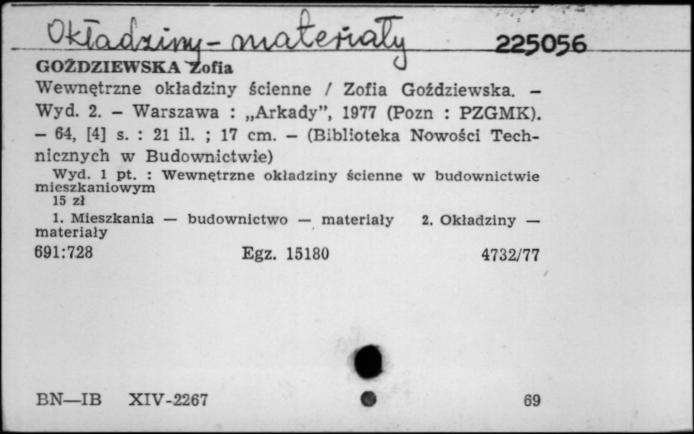 Okładziny - materiały
225056
GOŹDZIEWSKA Zofia
Wewnętrzne okładziny ścienne / Zofia Goździewska. —
Wyd. 2. — Warszawa : „Arkady”, 1977 (Pozn : PZGMK).
— 64, [4] s. : 21 il. ; 17 cm. — (Biblioteka Nowości Tech-
nicznych w Budownictwie)
Wyd. 1 pt. : Wewnętrzne okładziny ścienne w budownictwie
mieszkaniowym
15 zł
1. Mieszkania — budownictwo — materiały 2. Okładziny —
materiały
691:728 Egz. 15180 4732/77
BN—IB XIV-2267 69